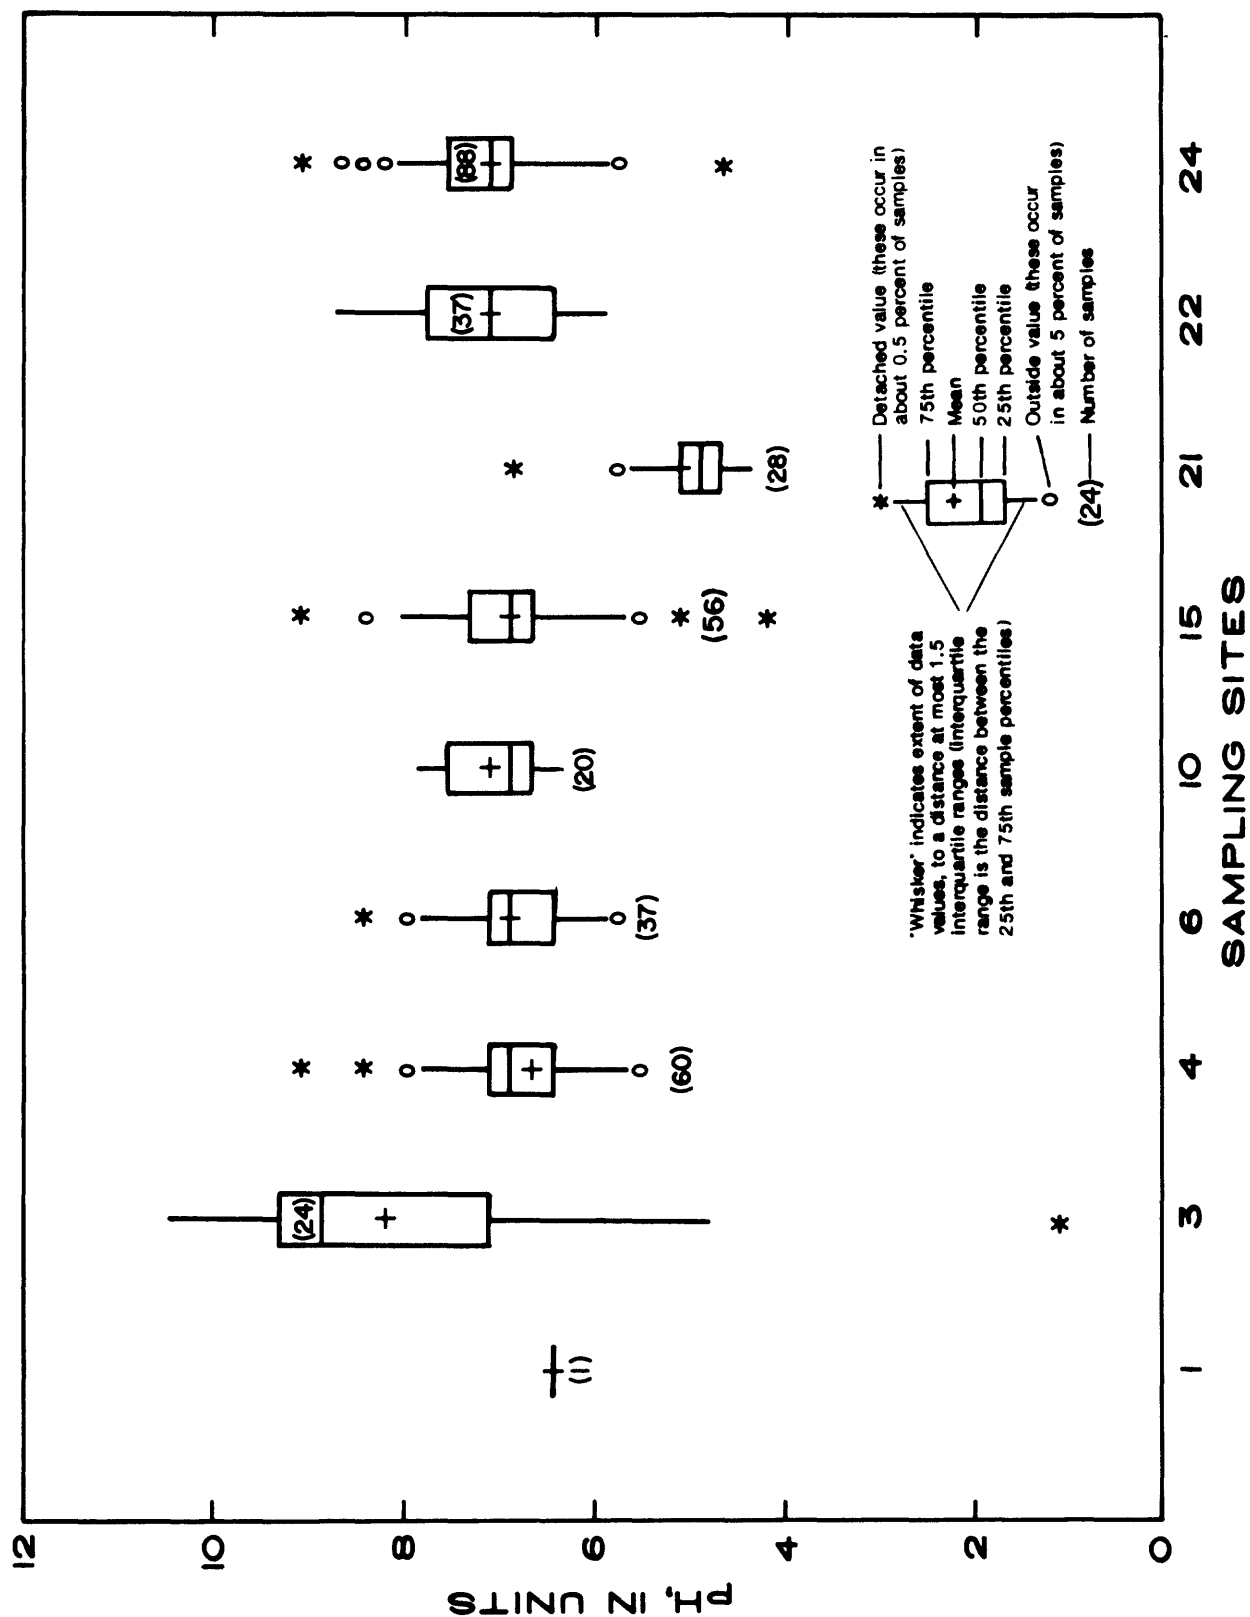 pH, IN UNITS
12
10
8
6
4
2
0
(1)
(24)
(60)
(37)
(20)
(56)
(28)
(37)
(88)
"Whisker" indicates extent of data
values, to a distance at most 1.5
interquartile ranges (interquartile
range is the distance between the
25th and 75th sample percentiles)
Detached value (these occur in
about 0.5 percent of samples)
75th percentile
Mean
50th percentile
25th percentile
Outside value (these occur
in about 5 percent of samples)
(24) Number of samples
1 3 4 6 10 15 21 22 24
SAMPLING SITES